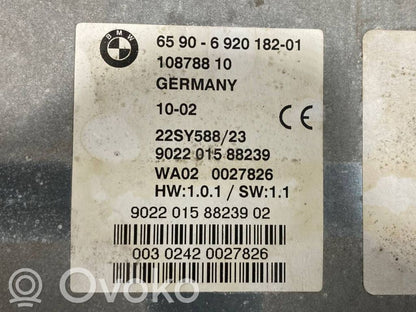 BMW
65 90 - 6 920 182-01
108788 10
GERMANY
10-02
CE
22SY588/23
9022 015 88239
WA02 0027826
HW:1.0.1 / SW:1.1
9022 015 88239 02
003 0242 0027826
OVOKO